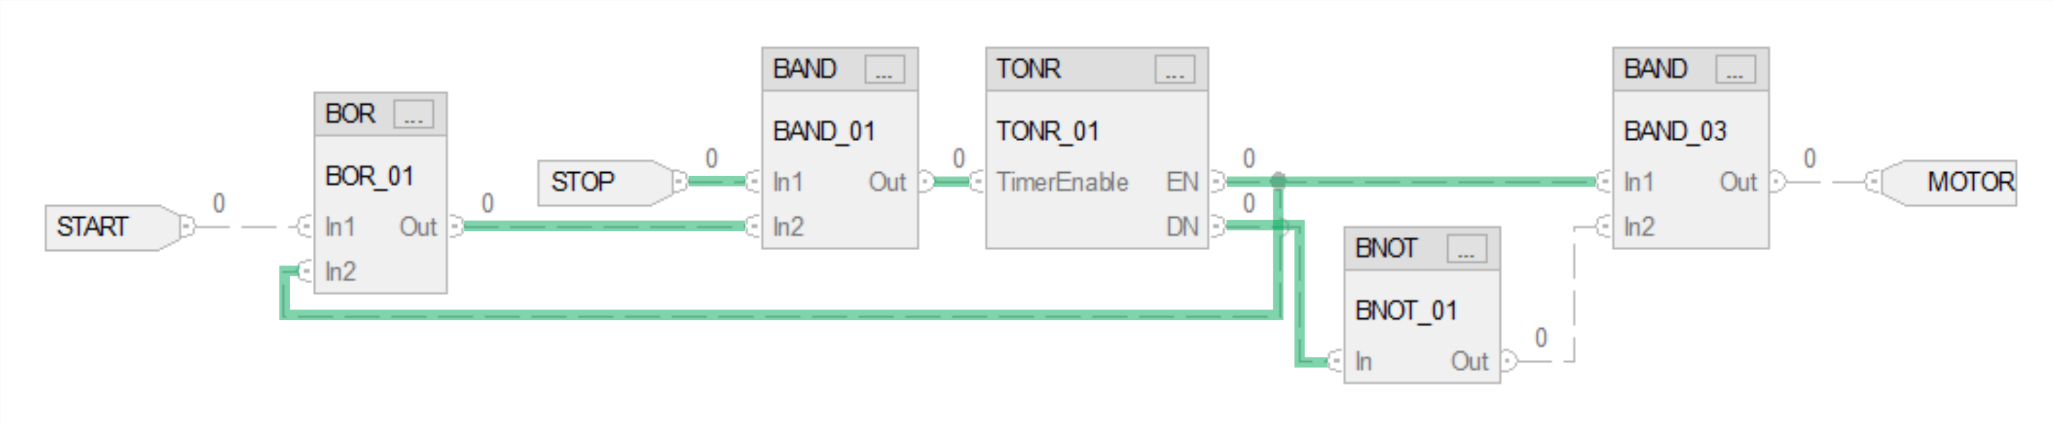 BAND ...
TONR ...
BAND ...
BOR ...
BAND_01
TONR_01
BAND_03
BOR_01
0
0
0
0
STOP
In1 Out
TimerEnable EN
In1 Out
MOTOR
0
0
0
START
In1 Out
In2
DN
In2
BNOT ...
In2
BNOT_01
0
In Out